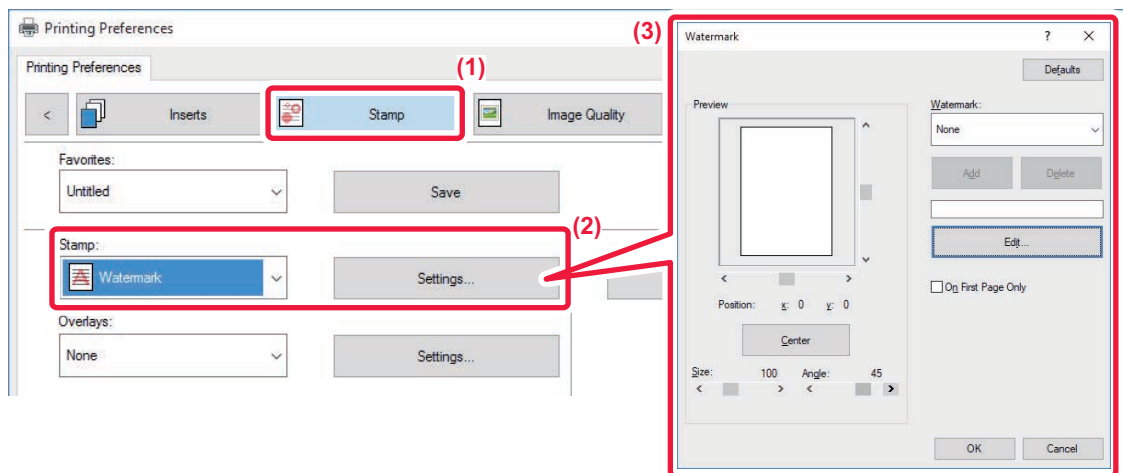 Printing Preferences
Printing Preferences
(1)
< Inserts Stamp Image Quality
Favorites:
Untitled Save
(2)
Stamp:
Watermark Settings...
Overlays:
None Settings...
(3)
Watermark ? X
Defaults
Preview
Watermark:
None
Add Delete
Edit...
On First Page Only
< >
Position: x: 0 y: 0
Center
Size: 100 Angle: 45
< > < >
OK Cancel